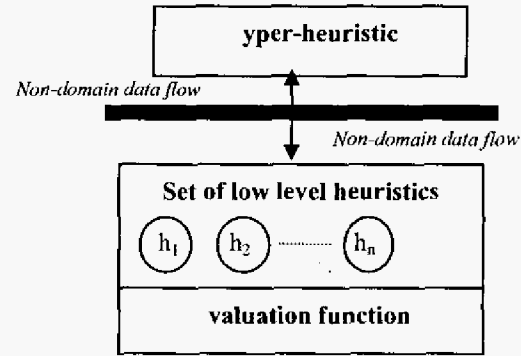 yper-heuristic
Non-domain data flow
Non-domain data flow
Set of low level heuristics
h1 h2 ............ hn
valuation function